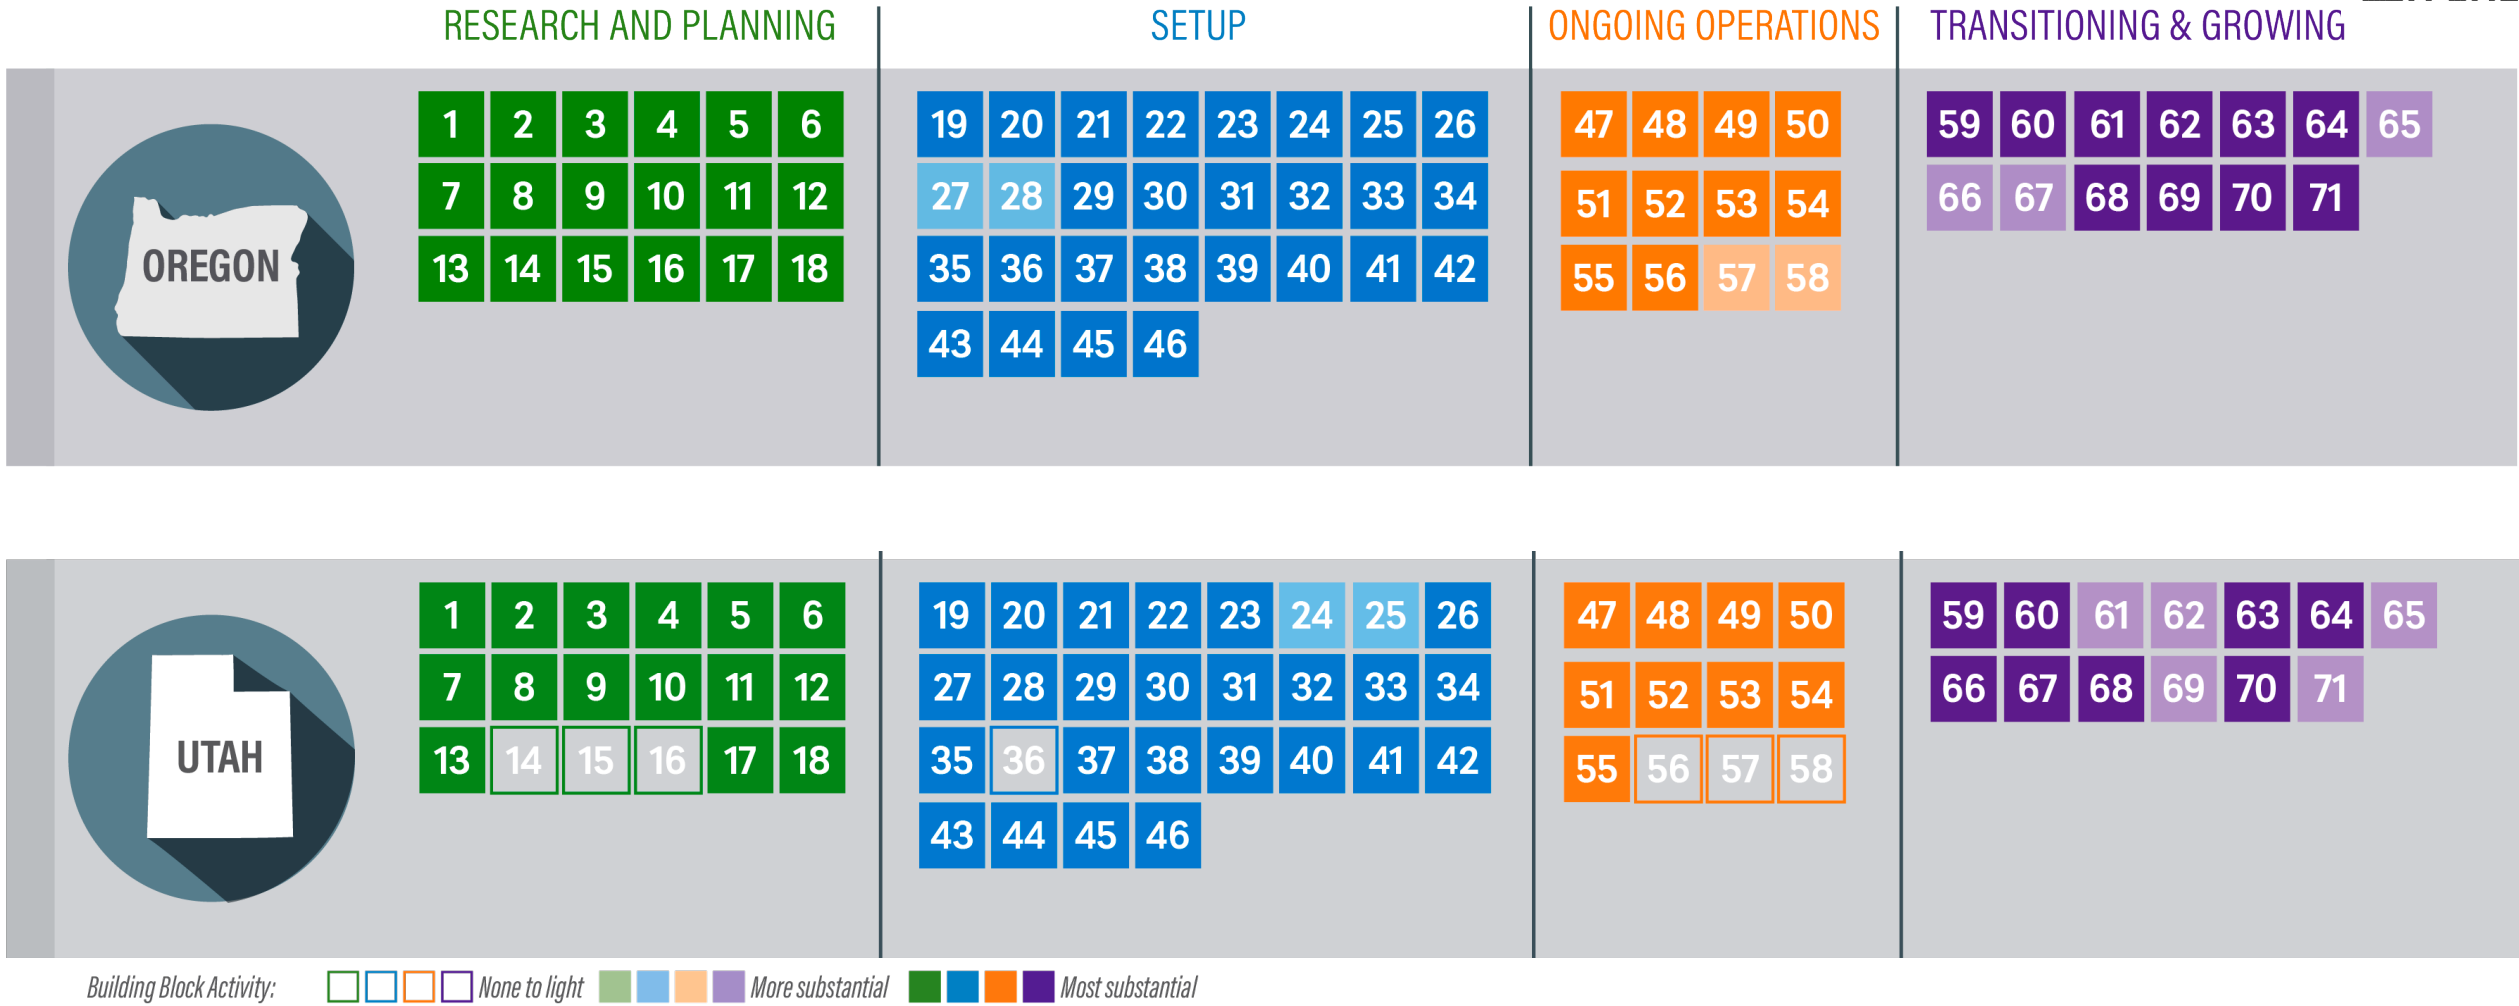 RESEARCH AND PLANNING SETUP ONGOING OPERATIONS TRANSITIONING & GROWING
OREGON
1 2 3 4 5 6
7 8 9 10 11 12
13 14 15 16 17 18
19 20 21 22 23 24 25 26
27 28 29 30 31 32 33 34
35 36 37 38 39 40 41 42
43 44 45 46
47 48 49 50
51 52 53 54
55 56 57 58
59 60 61 62 63 64 65
66 67 68 69 70 71
UTAH
1 2 3 4 5 6
7 8 9 10 11 12
13 14 15 16 17 18
19 20 21 22 23 24 25 26
27 28 29 30 31 32 33 34
35 36 37 38 39 40 41 42
43 44 45 46
47 48 49 50
51 52 53 54
55 56 57 58
59 60 61 62 63 64 65
66 67 68 69 70 71
Building Block Activity: None to light More substantial Most substantial